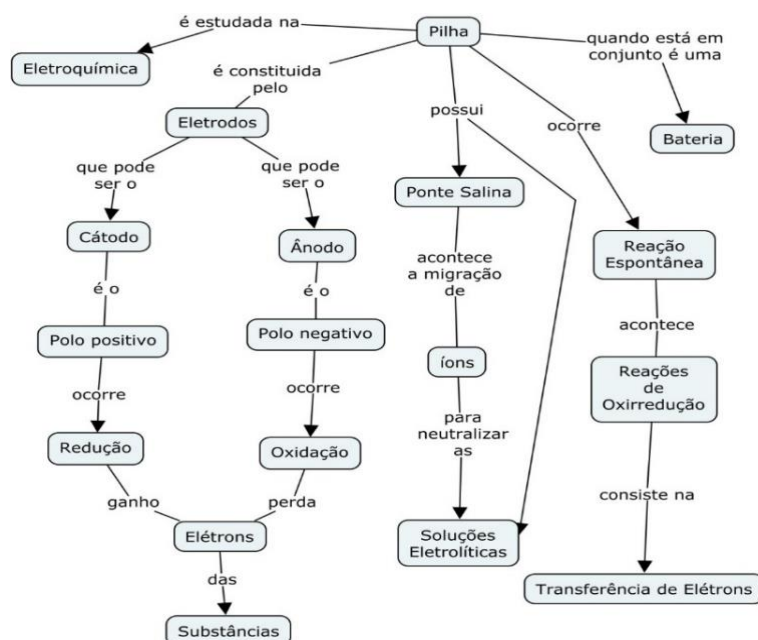 é estudada na
Pilha
quando está em
conjunto é uma
Eletroquímica
é constituida
pelo
possui
ocorre
Bateria
Eletrodos
que pode
ser o
que pode
ser o
Ponte Salina
Cátodo
Ânodo
Reação
Espontânea
é o
é o
acontece
a migração
de
acontece
Polo positivo
Polo negativo
íons
Reações
de
Oxirredução
ocorre
ocorre
para
neutralizar
as
Redução
Oxidação
consiste na
ganho
perda
Elétrons
Soluções
Eletrolíticas
das
Transferência de Elétrons
Substâncias